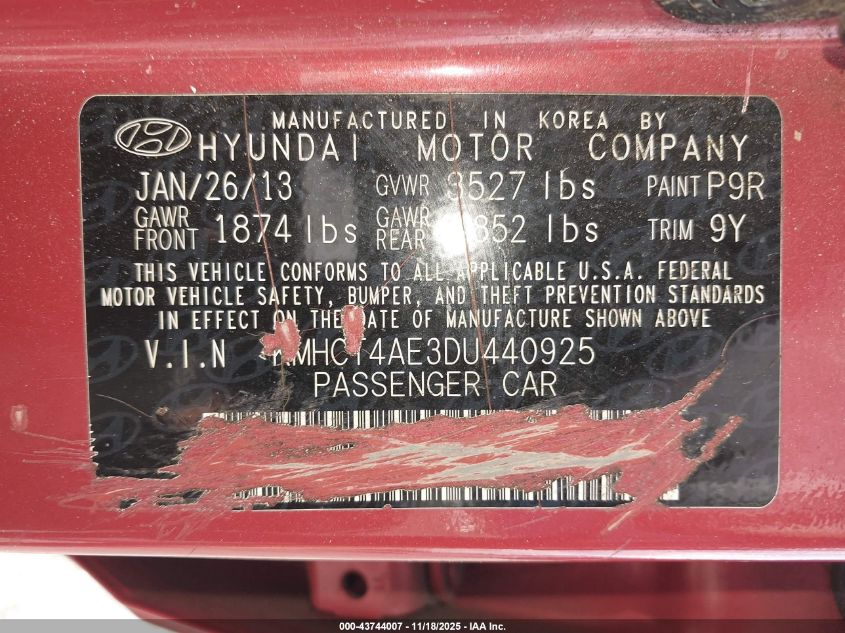 MANUFACTURED IN KOREA BY
HYUNDAI MOTOR COMPANY
JAN/26/13 GVWR 3527 lbs PAINT P9R
GAWR FRONT 1874 lbs GAWR REAR 1852 lbs TRIM 9Y
THIS VEHICLE CONFORMS TO ALL APPLICABLE U.S.A. FEDERAL
MOTOR VEHICLE SAFETY, BUMPER, AND THEFT PREVENTION STANDARDS
IN EFFECT ON THE DATE OF MANUFACTURE SHOWN ABOVE
V.I.N KMHCT4AE3DU440925
PASSENGER CAR
000-43744007 - 11/18/2025 - IAA Inc.